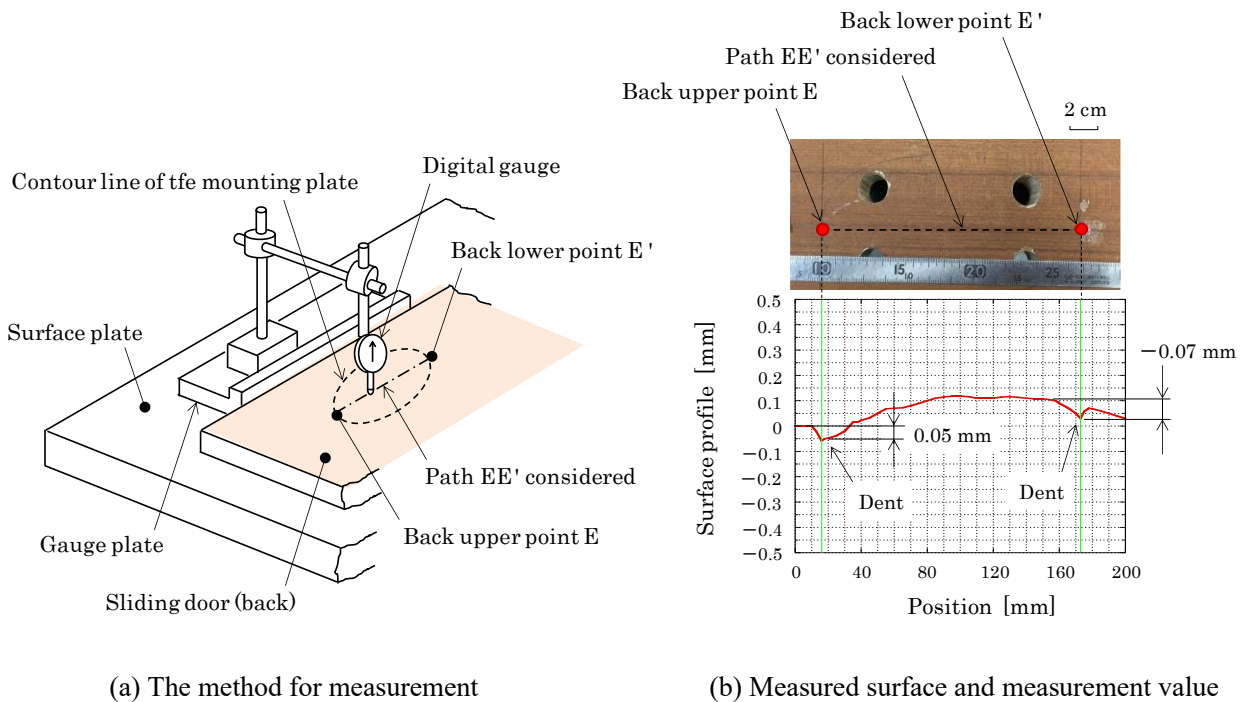 Contour line of tfe mounting plate
Digital gauge
Back lower point E'
Surface plate
Path EE' considered
Gauge plate
Back upper point E
Sliding door (back)
(a) The method for measurement
Back lower point E'
Path EE' considered
Back upper point E
2 cm
10
15
20
25
Surface profile [mm]
0.5
0.4
0.3
0.2
0.1
0
−0.1
−0.2
−0.3
−0.4
−0.5
−0.07 mm
0.05 mm
Dent
Dent
0 40 80 120 160 200
Position [mm]
(b) Measured surface and measurement value